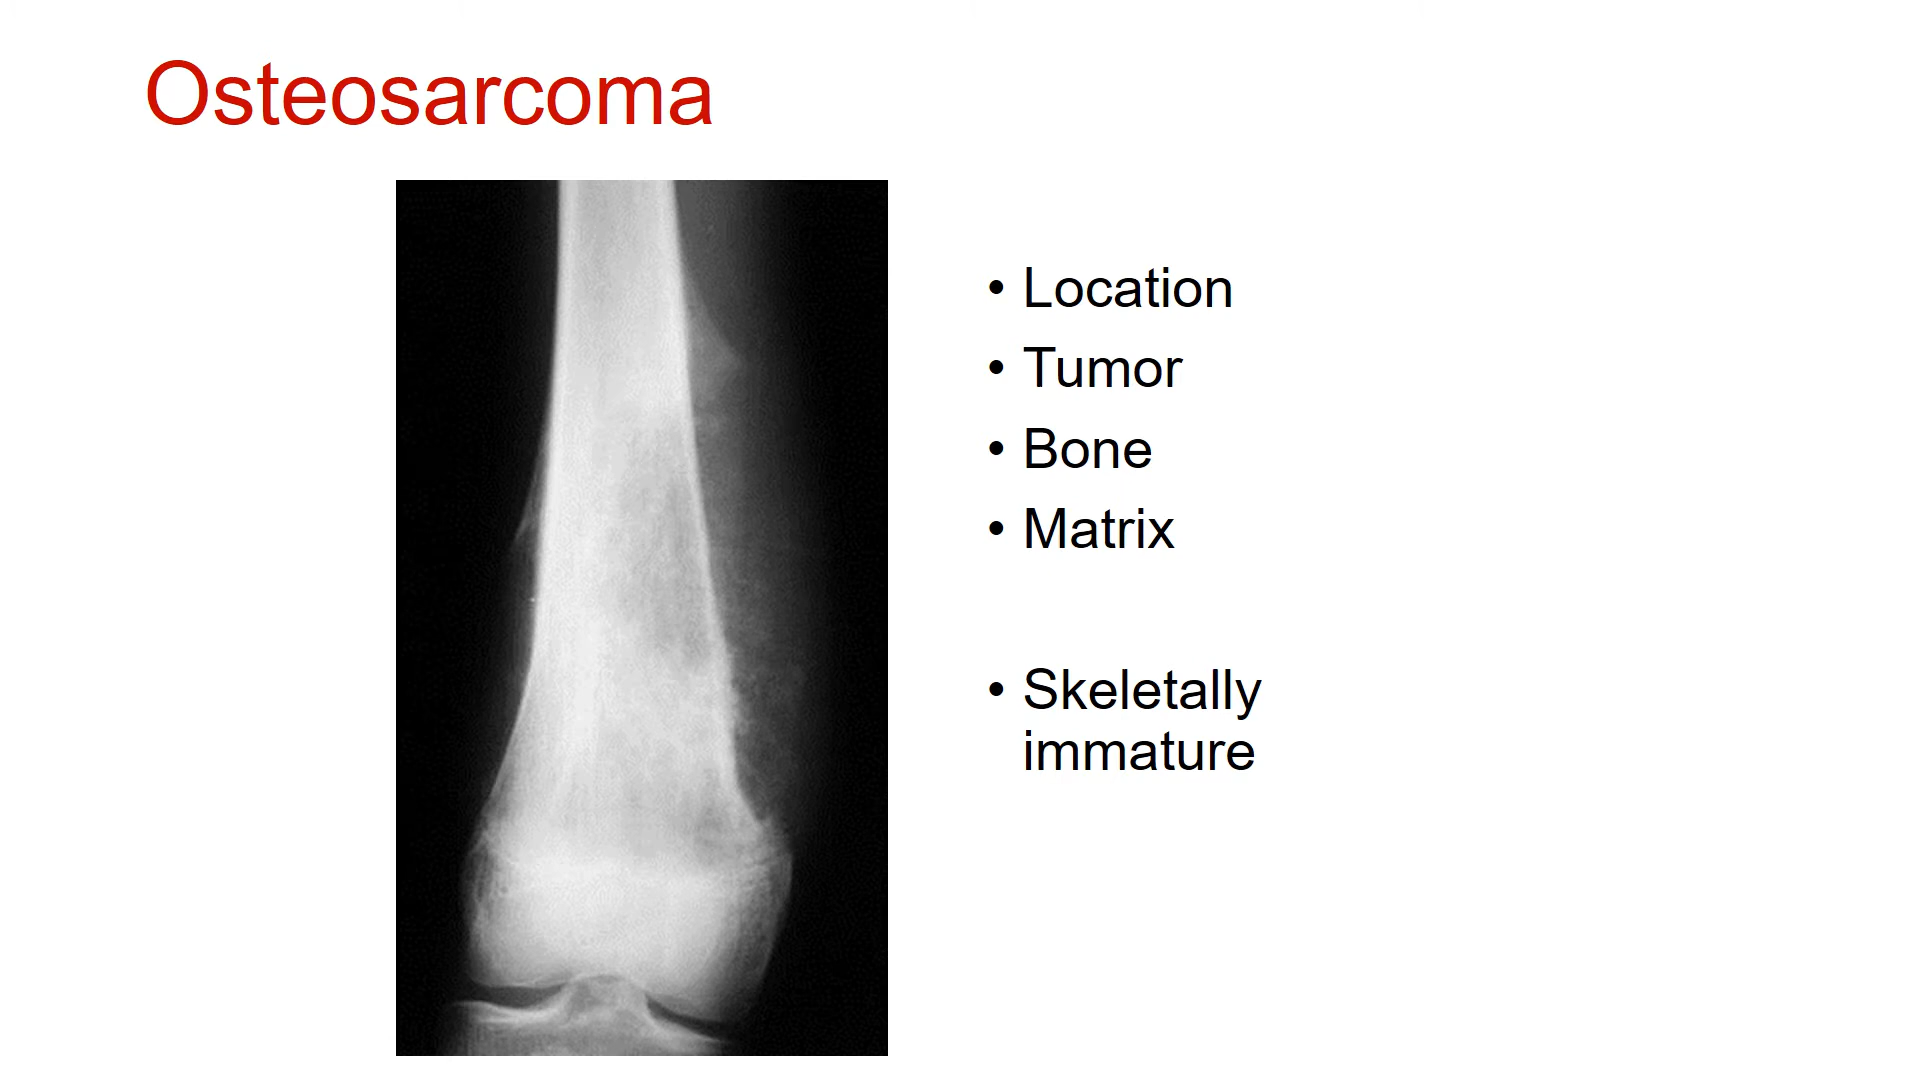 Osteosarcoma
• Location
• Tumor
• Bone
• Matrix
• Skeletally
immature